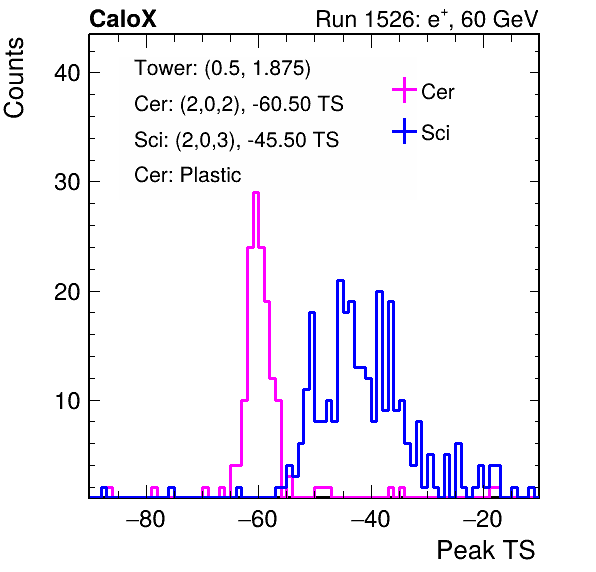 CaloX Run 1526: e⁺, 60 GeV
Counts
Tower: (0.5, 1.875)
Cer: (2,0,2), -60.50 TS
Sci: (2,0,3), -45.50 TS
Cer: Plastic
Cer
Sci
40
30
20
10
−80 −60 −40 −20
Peak TS